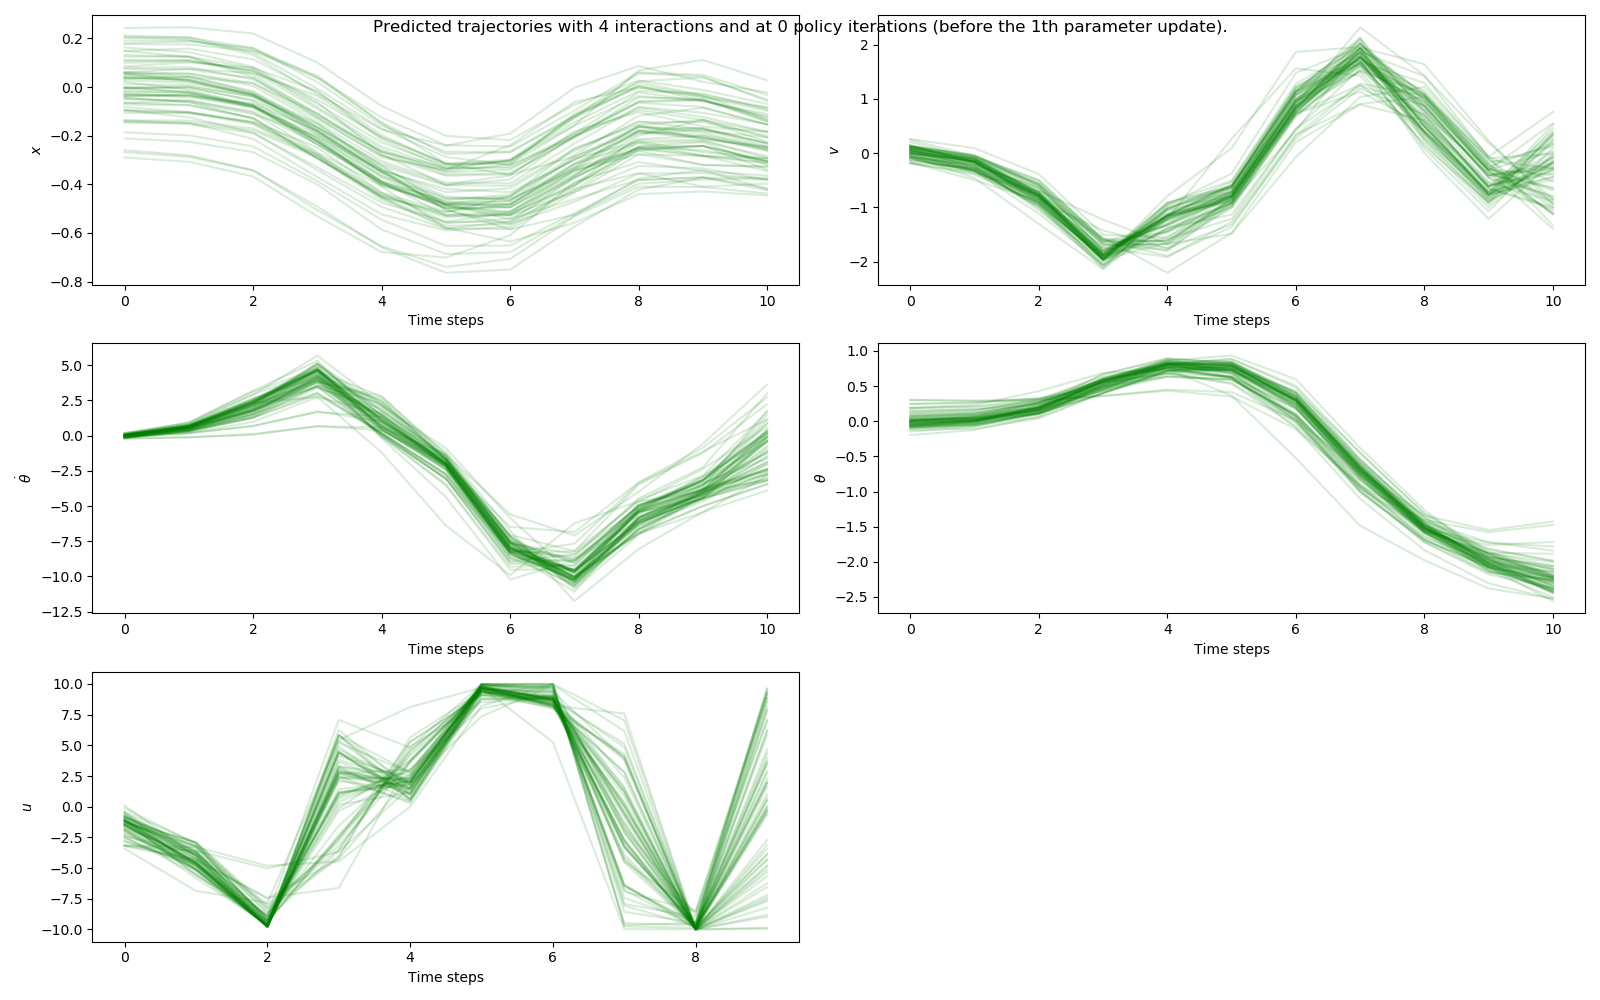 Predicted trajectories with 4 interactions and at 0 policy iterations (before the 1th parameter update).
0.2
0.0
−0.2
−0.4
−0.6
−0.8
x
0 2 4 6 8 10
Time steps
2
1
0
−1
−2
v
0 2 4 6 8 10
Time steps
5.0
2.5
0.0
−2.5
−5.0
−7.5
−10.0
−12.5
θ̇
0 2 4 6 8 10
Time steps
1.0
0.5
0.0
−0.5
−1.0
−1.5
−2.0
−2.5
θ
0 2 4 6 8 10
Time steps
10.0
7.5
5.0
2.5
0.0
−2.5
−5.0
−7.5
−10.0
u
0 2 4 6 8
Time steps